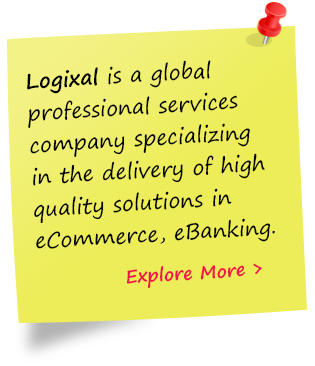 Logixal is a global
professional services
company specializing
in the delivery of high
quality solutions in
eCommerce, eBanking.
Explore More >